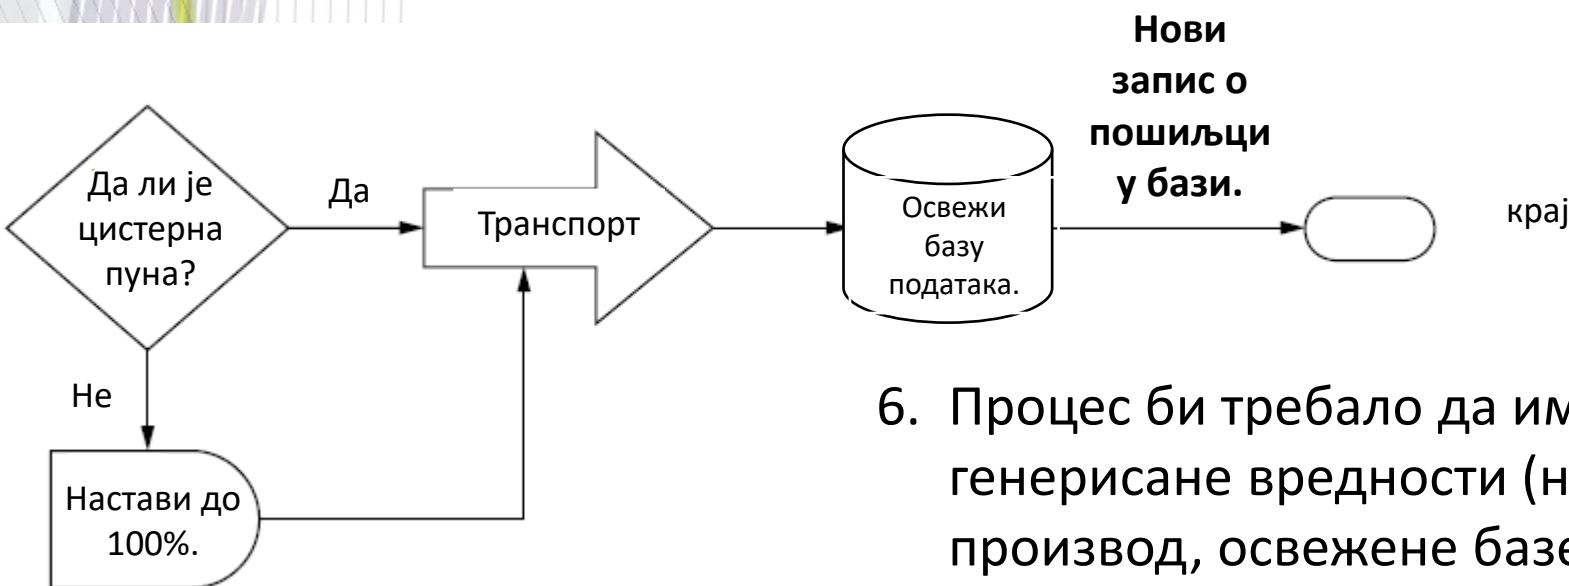 Нови
запис о
пошиљци
у бази.
Да ли је
цистерна
пуна?
Да
Транспорт
Освежи
базу
података.
крај
Не
Настави до
100%.
6. Процес би требало да им
генерисане вредности (н
производ, освежене базе